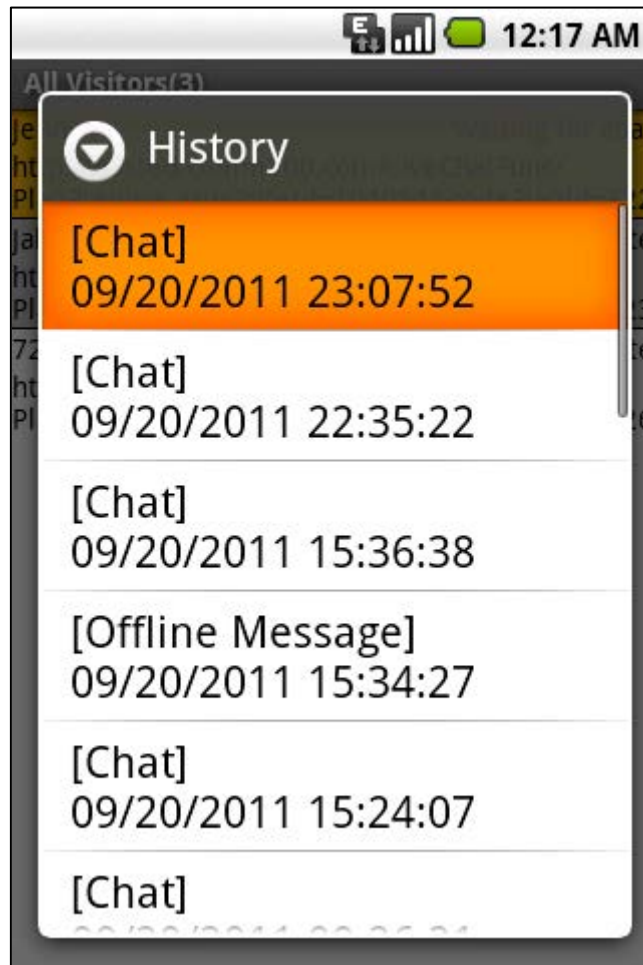 12:17 AM
All Visitors(3)
History
[Chat]
09/20/2011 23:07:52
[Chat]
09/20/2011 22:35:22
[Chat]
09/20/2011 15:36:38
[Offline Message]
09/20/2011 15:34:27
[Chat]
09/20/2011 15:24:07
[Chat]